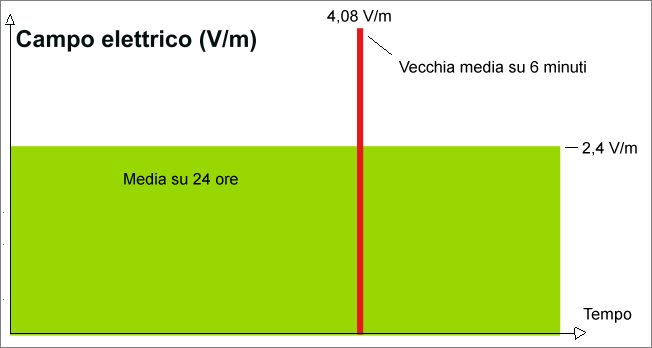 4,08 V/m
Campo elettrico (V/m)
Vecchia media su 6 minuti
2,4 V/m
Media su 24 ore
Tempo